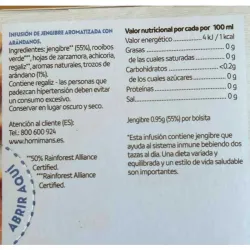 INFUSIÓN DE JENGIBRE AROMATIZADA CON
ARÁNDANOS.
Ingredientes: jengibre** (55%), rooibos
verde**, hojas de zarzamora, achicoria,
regaliz**, aromas naturales, trozos de
arándano (1%).
Contiene regaliz - las personas que
padezcan hipertensión deben evitar
un consumo excesivo.
Conservar en lugar oscuro y seco.
Atención al cliente (ES):
Tel: 800 600 924
www.hornimans.es
*50% Rainforest Alliance
Certified.
** Rainforest Alliance
Certified.
ABRIR AQUÍ
Valor nutricional por cada por 100 ml
Valor energético 4 kJ / 1 kcal
Grasas 0 g
de las cuales saturadas 0 g
Carbohidratos <0.2g
de los cuales azúcares 0 g
Proteínas 0 g
Sal 0 g
Jengibre 0.95g (55%) por bolsita
*Esta infusión contiene jengibre que
ayuda al sistema inmune bebiendo dos
tazas al día. Una dieta variada y
equilibrada y un estilo de vida saludable
son importantes.